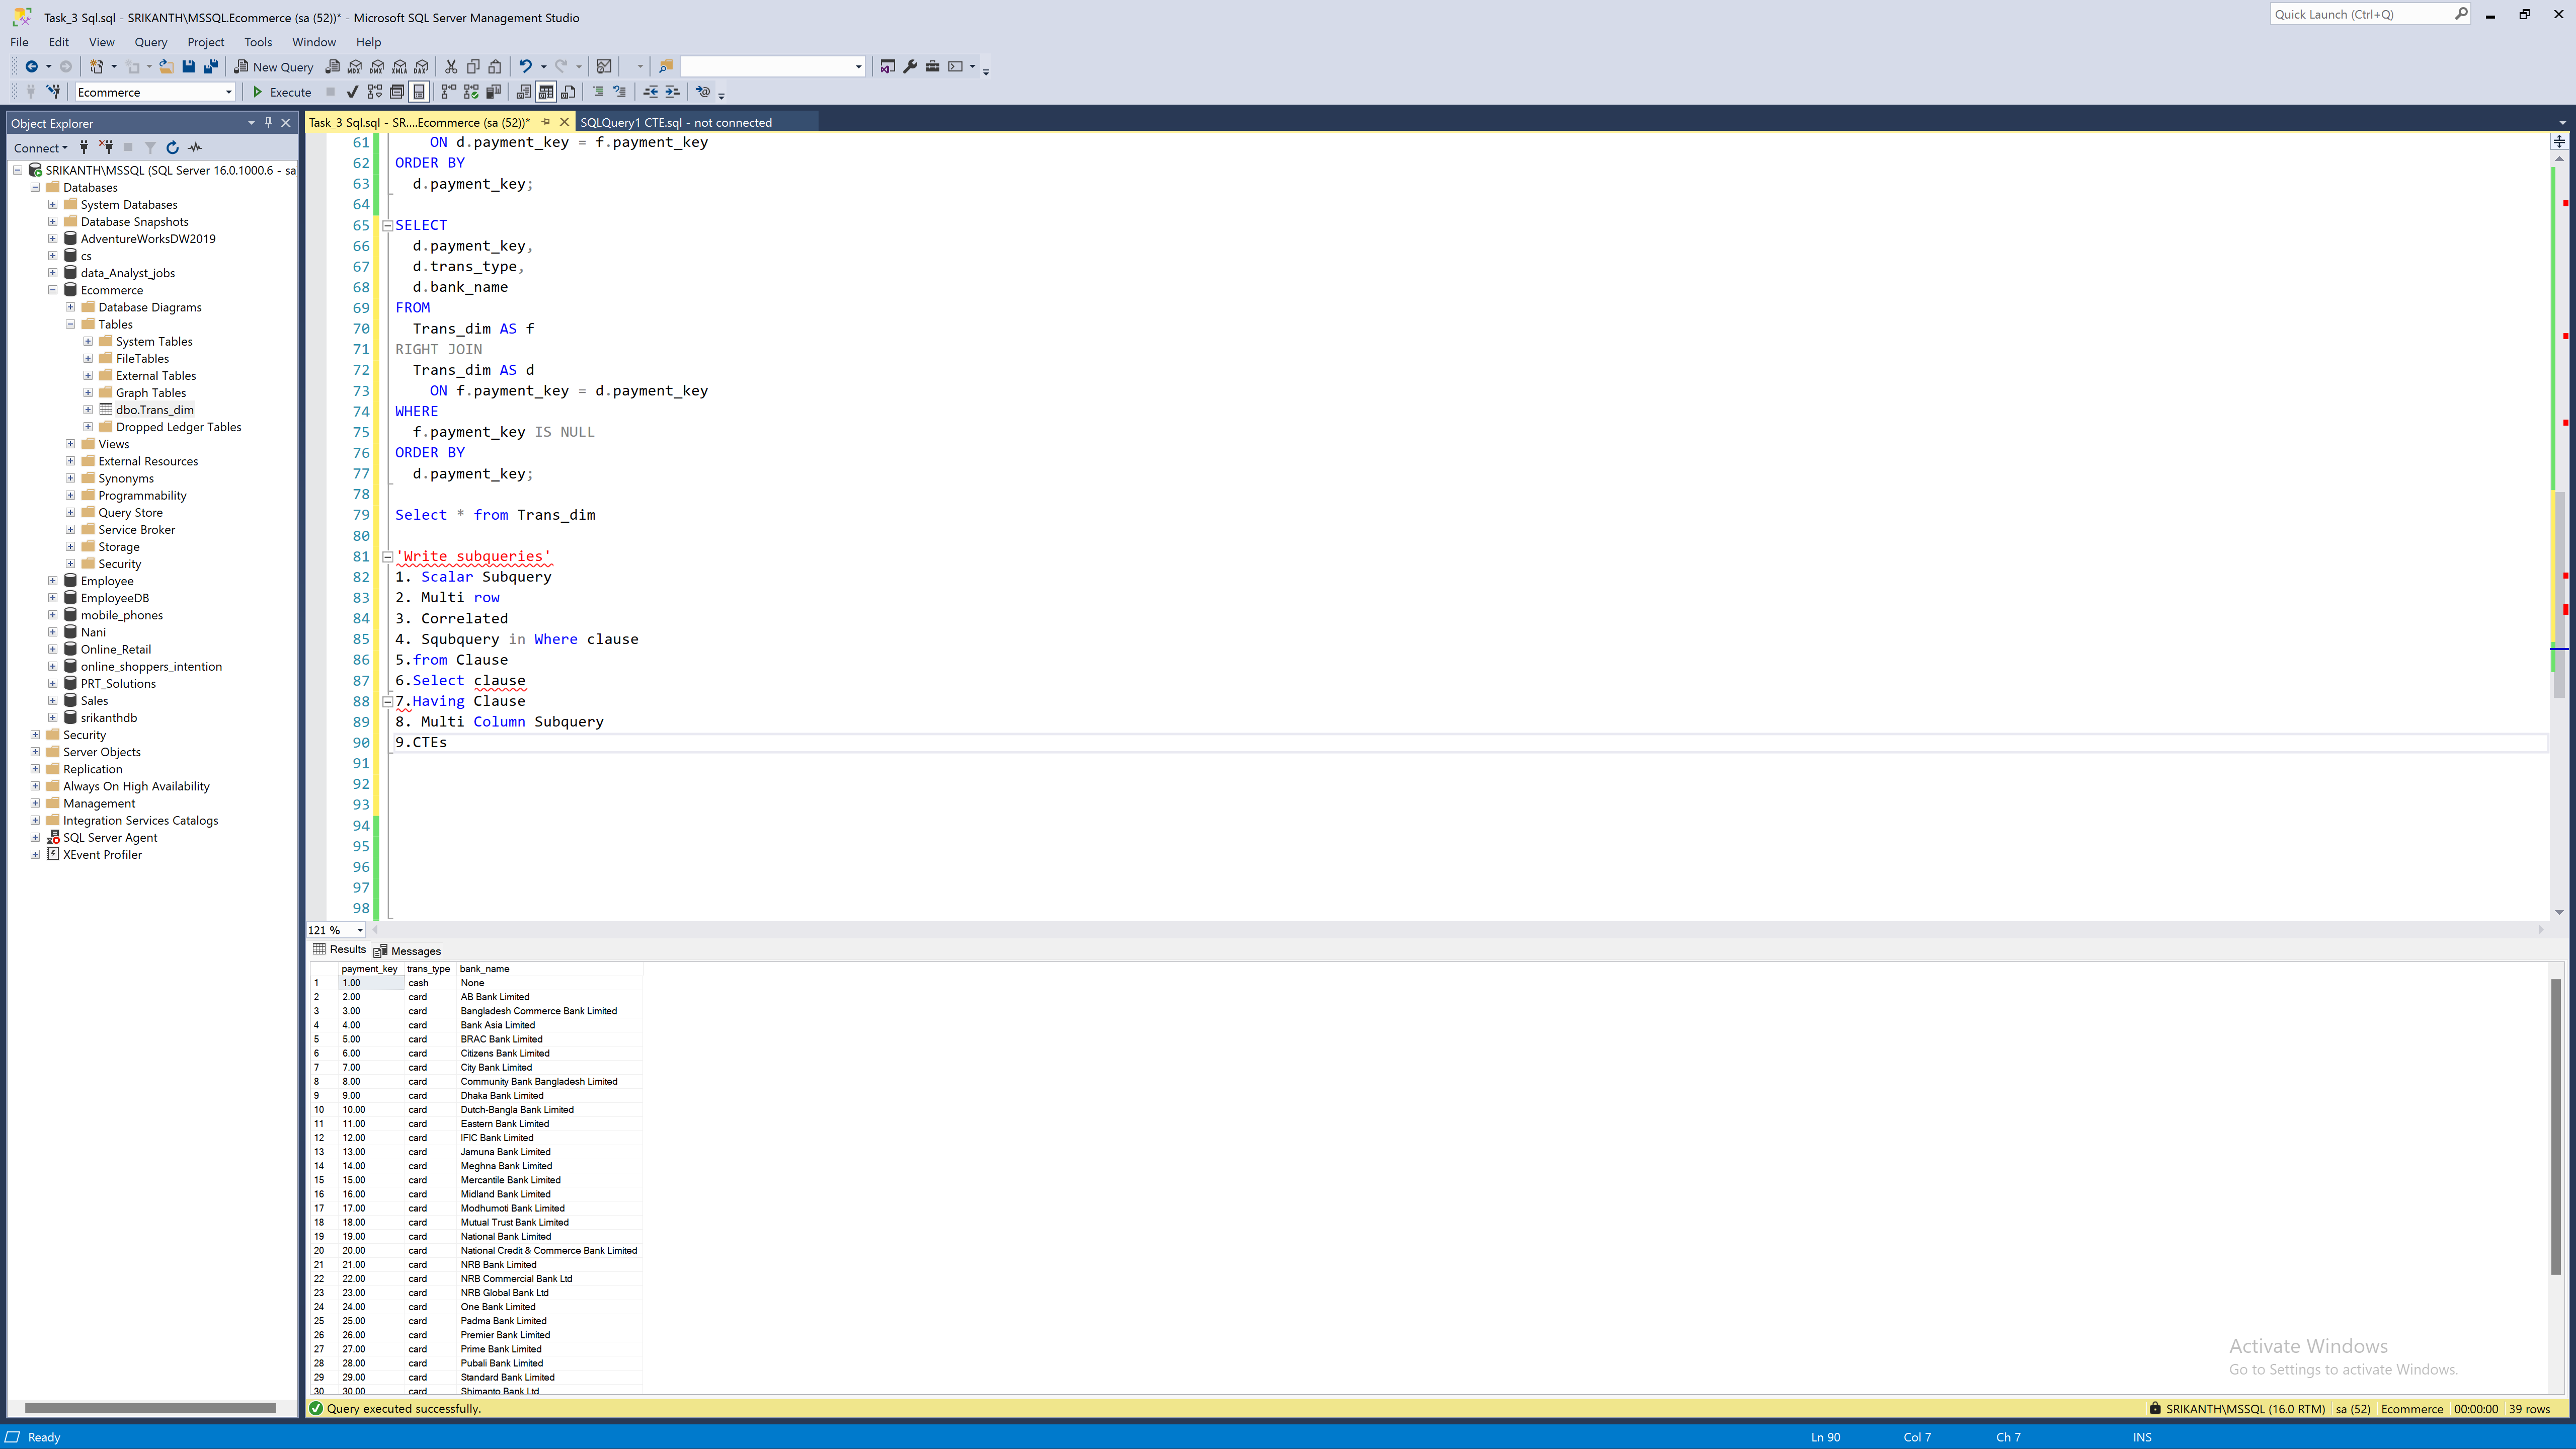 Task_3 Sql.sql - SRIKANTH\MSSQL.Ecommerce (sa (52))* - Microsoft SQL Server Management Studio
Quick Launch (Ctrl+Q)
File Edit View Query Project Tools Window Help
New Query
MDX DMX XMLA DAX
Ecommerce
Execute
Object Explorer
Connect
SRIKANTH\MSSQL (SQL Server 16.0.1000.6 - sa
Databases
System Databases
Database Snapshots
AdventureWorksDW2019
cs
data_Analyst_jobs
Ecommerce
Database Diagrams
Tables
System Tables
FileTables
External Tables
Graph Tables
dbo.Trans_dim
Dropped Ledger Tables
Views
External Resources
Synonyms
Programmability
Query Store
Service Broker
Storage
Security
Employee
EmployeeDB
mobile_phones
Nani
Online_Retail
online_shoppers_intention
PRT_Solutions
Sales
srikanthdb
Security
Server Objects
Replication
Always On High Availability
Management
Integration Services Catalogs
SQL Server Agent
XEvent Profiler
Task_3 Sql.sql - SR....Ecommerce (sa (52))*
SQLQuery1 CTE.sql - not connected
61 ON d.payment_key = f.payment_key
62 ORDER BY
63 d.payment_key;
64
65 SELECT
66 d.payment_key,
67 d.trans_type,
68 d.bank_name
69 FROM
70 Trans_dim AS f
71 RIGHT JOIN
72 Trans_dim AS d
73 ON f.payment_key = d.payment_key
74 WHERE
75 f.payment_key IS NULL
76 ORDER BY
77 d.payment_key;
78
79 Select * from Trans_dim
80
81 'Write subqueries'
82 1. Scalar Subquery
83 2. Multi row
84 3. Correlated
85 4. Squbquery in Where clause
86 5.from Clause
87 6.Select clause
88 7.Having Clause
89 8. Multi Column Subquery
90 9.CTEs
91
92
93
94
95
96
97
98
121 %
Results Messages
payment_key trans_type bank_name
1 1.00 cash None
2 2.00 card AB Bank Limited
3 3.00 card Bangladesh Commerce Bank Limited
4 4.00 card Bank Asia Limited
5 5.00 card BRAC Bank Limited
6 6.00 card Citizens Bank Limited
7 7.00 card City Bank Limited
8 8.00 card Community Bank Bangladesh Limited
9 9.00 card Dhaka Bank Limited
10 10.00 card Dutch-Bangla Bank Limited
11 11.00 card Eastern Bank Limited
12 12.00 card IFIC Bank Limited
13 13.00 card Jamuna Bank Limited
14 14.00 card Meghna Bank Limited
15 15.00 card Mercantile Bank Limited
16 16.00 card Midland Bank Limited
17 17.00 card Modhumoti Bank Limited
18 18.00 card Mutual Trust Bank Limited
19 19.00 card National Bank Limited
20 20.00 card National Credit & Commerce Bank Limited
21 21.00 card NRB Bank Limited
22 22.00 card NRB Commercial Bank Ltd
23 23.00 card NRB Global Bank Ltd
24 24.00 card One Bank Limited
25 25.00 card Padma Bank Limited
26 26.00 card Premier Bank Limited
27 27.00 card Prime Bank Limited
28 28.00 card Pubali Bank Limited
29 29.00 card Standard Bank Limited
30 30.00 card Shimanto Bank Ltd
Activate Windows
Go to Settings to activate Windows.
Query executed successfully.
SRIKANTH\MSSQL (16.0 RTM) sa (52) Ecommerce 00:00:00 39 rows
Ready
Ln 90 Col 7 Ch 7 INS